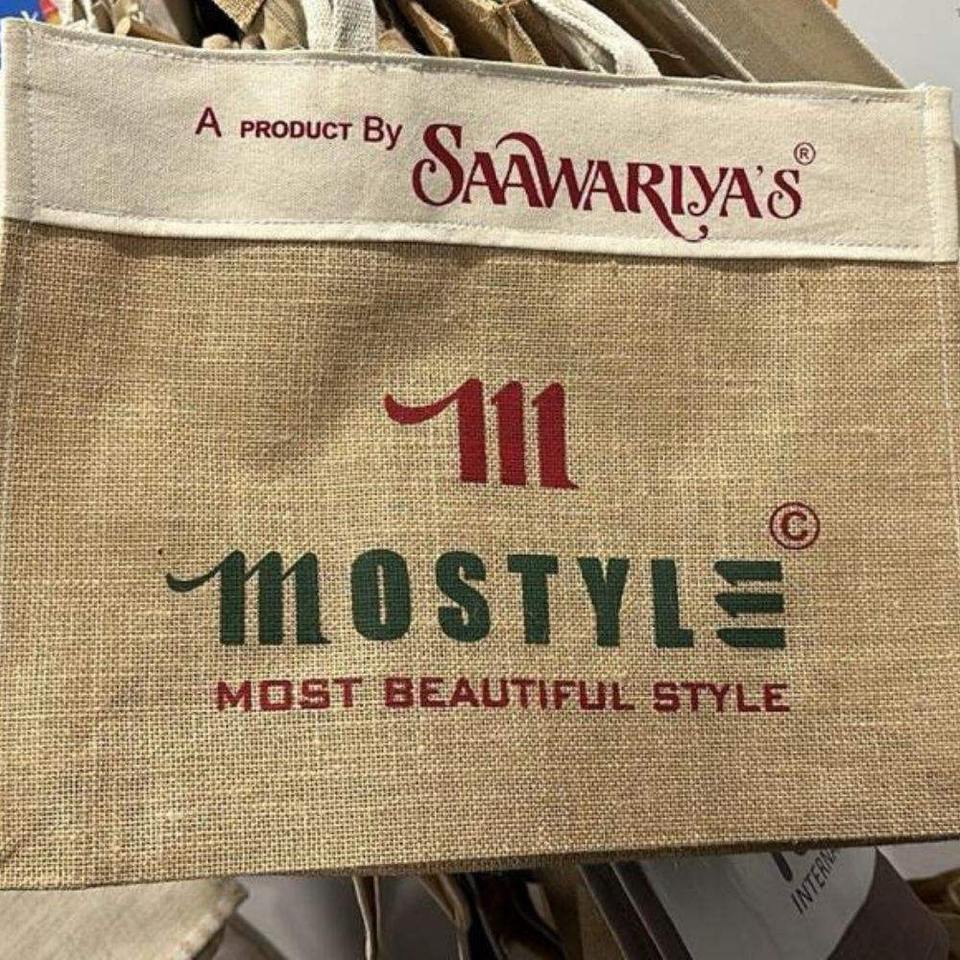 A PRODUCT By SAAWARIYA'S®
m
©
mOSTYLE
MOST BEAUTIFUL STYLE